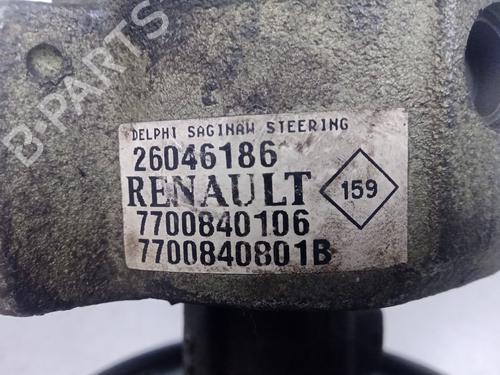 B-PARTS
DELPHI SAGINAW STEERING
26046186
RENAULT
159
7700840106
7700840801B